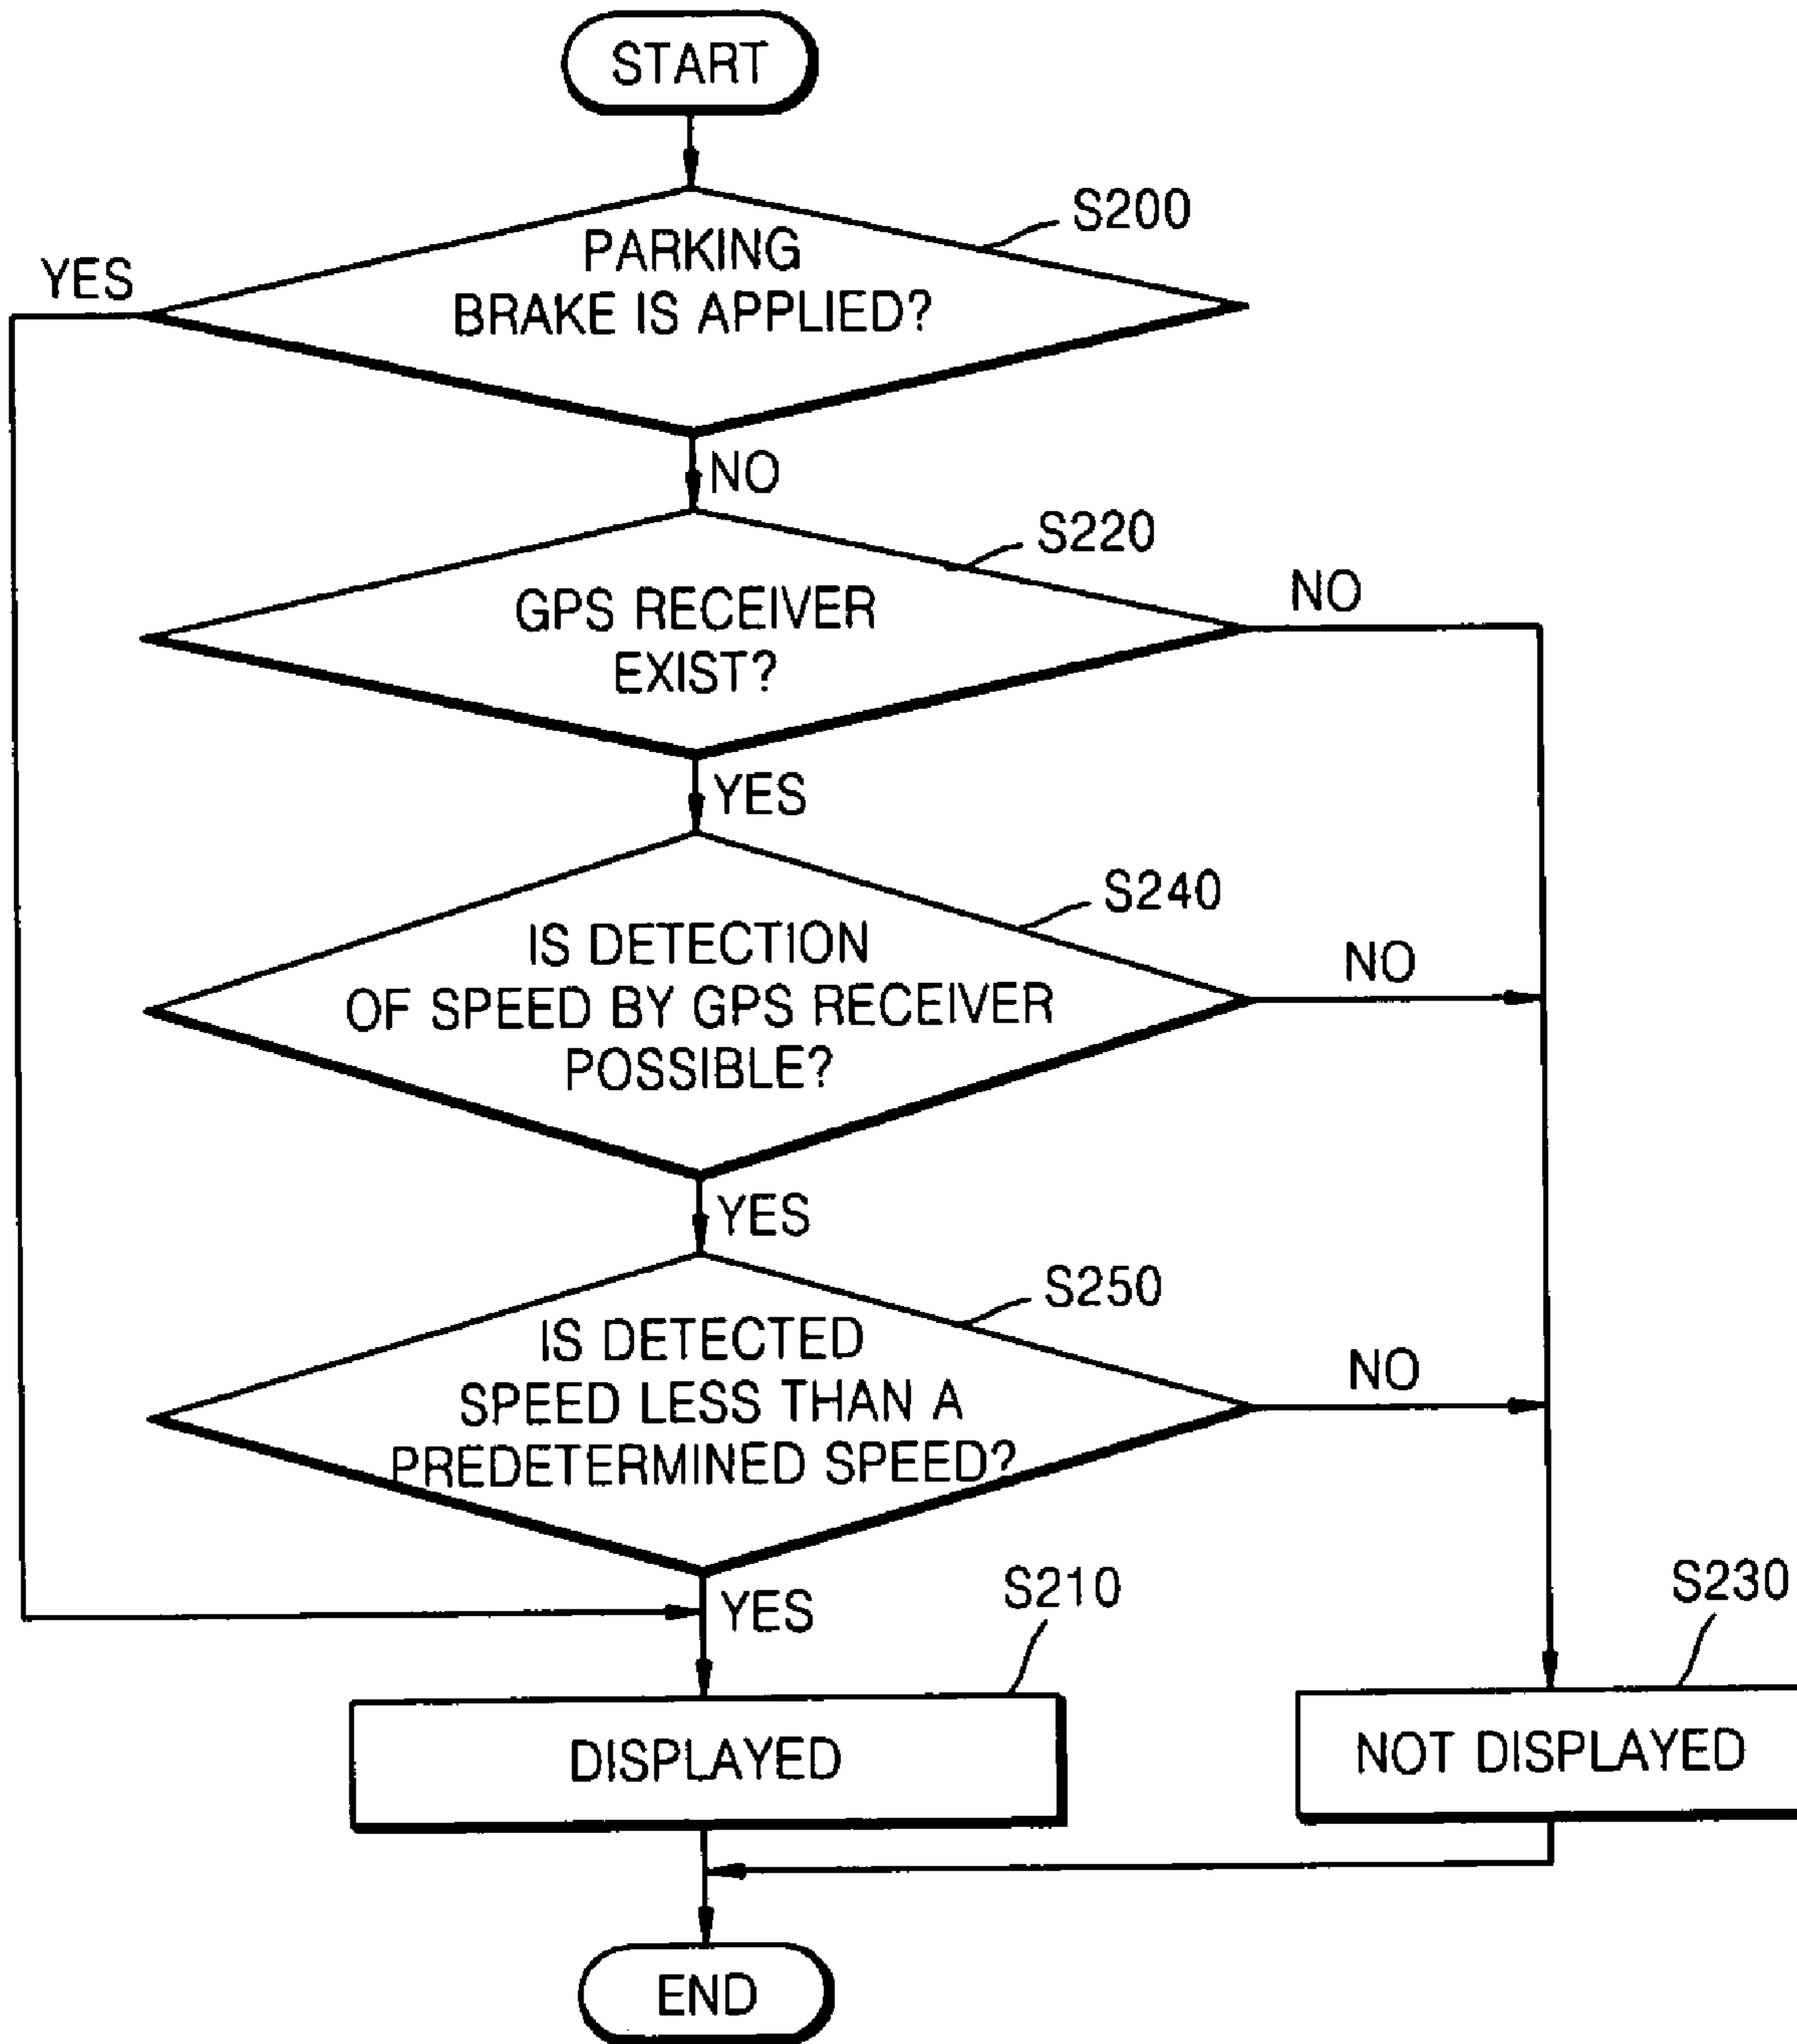 START
S200
PARKING
BRAKE IS APPLIED?
YES
NO
S220
GPS RECEIVER
EXIST?
NO
YES
S240
IS DETECTION
OF SPEED BY GPS RECEIVER
POSSIBLE?
NO
YES
S250
IS DETECTED
SPEED LESS THAN A
PREDETERMINED SPEED?
NO
YES
S210
S230
DISPLAYED
NOT DISPLAYED
END